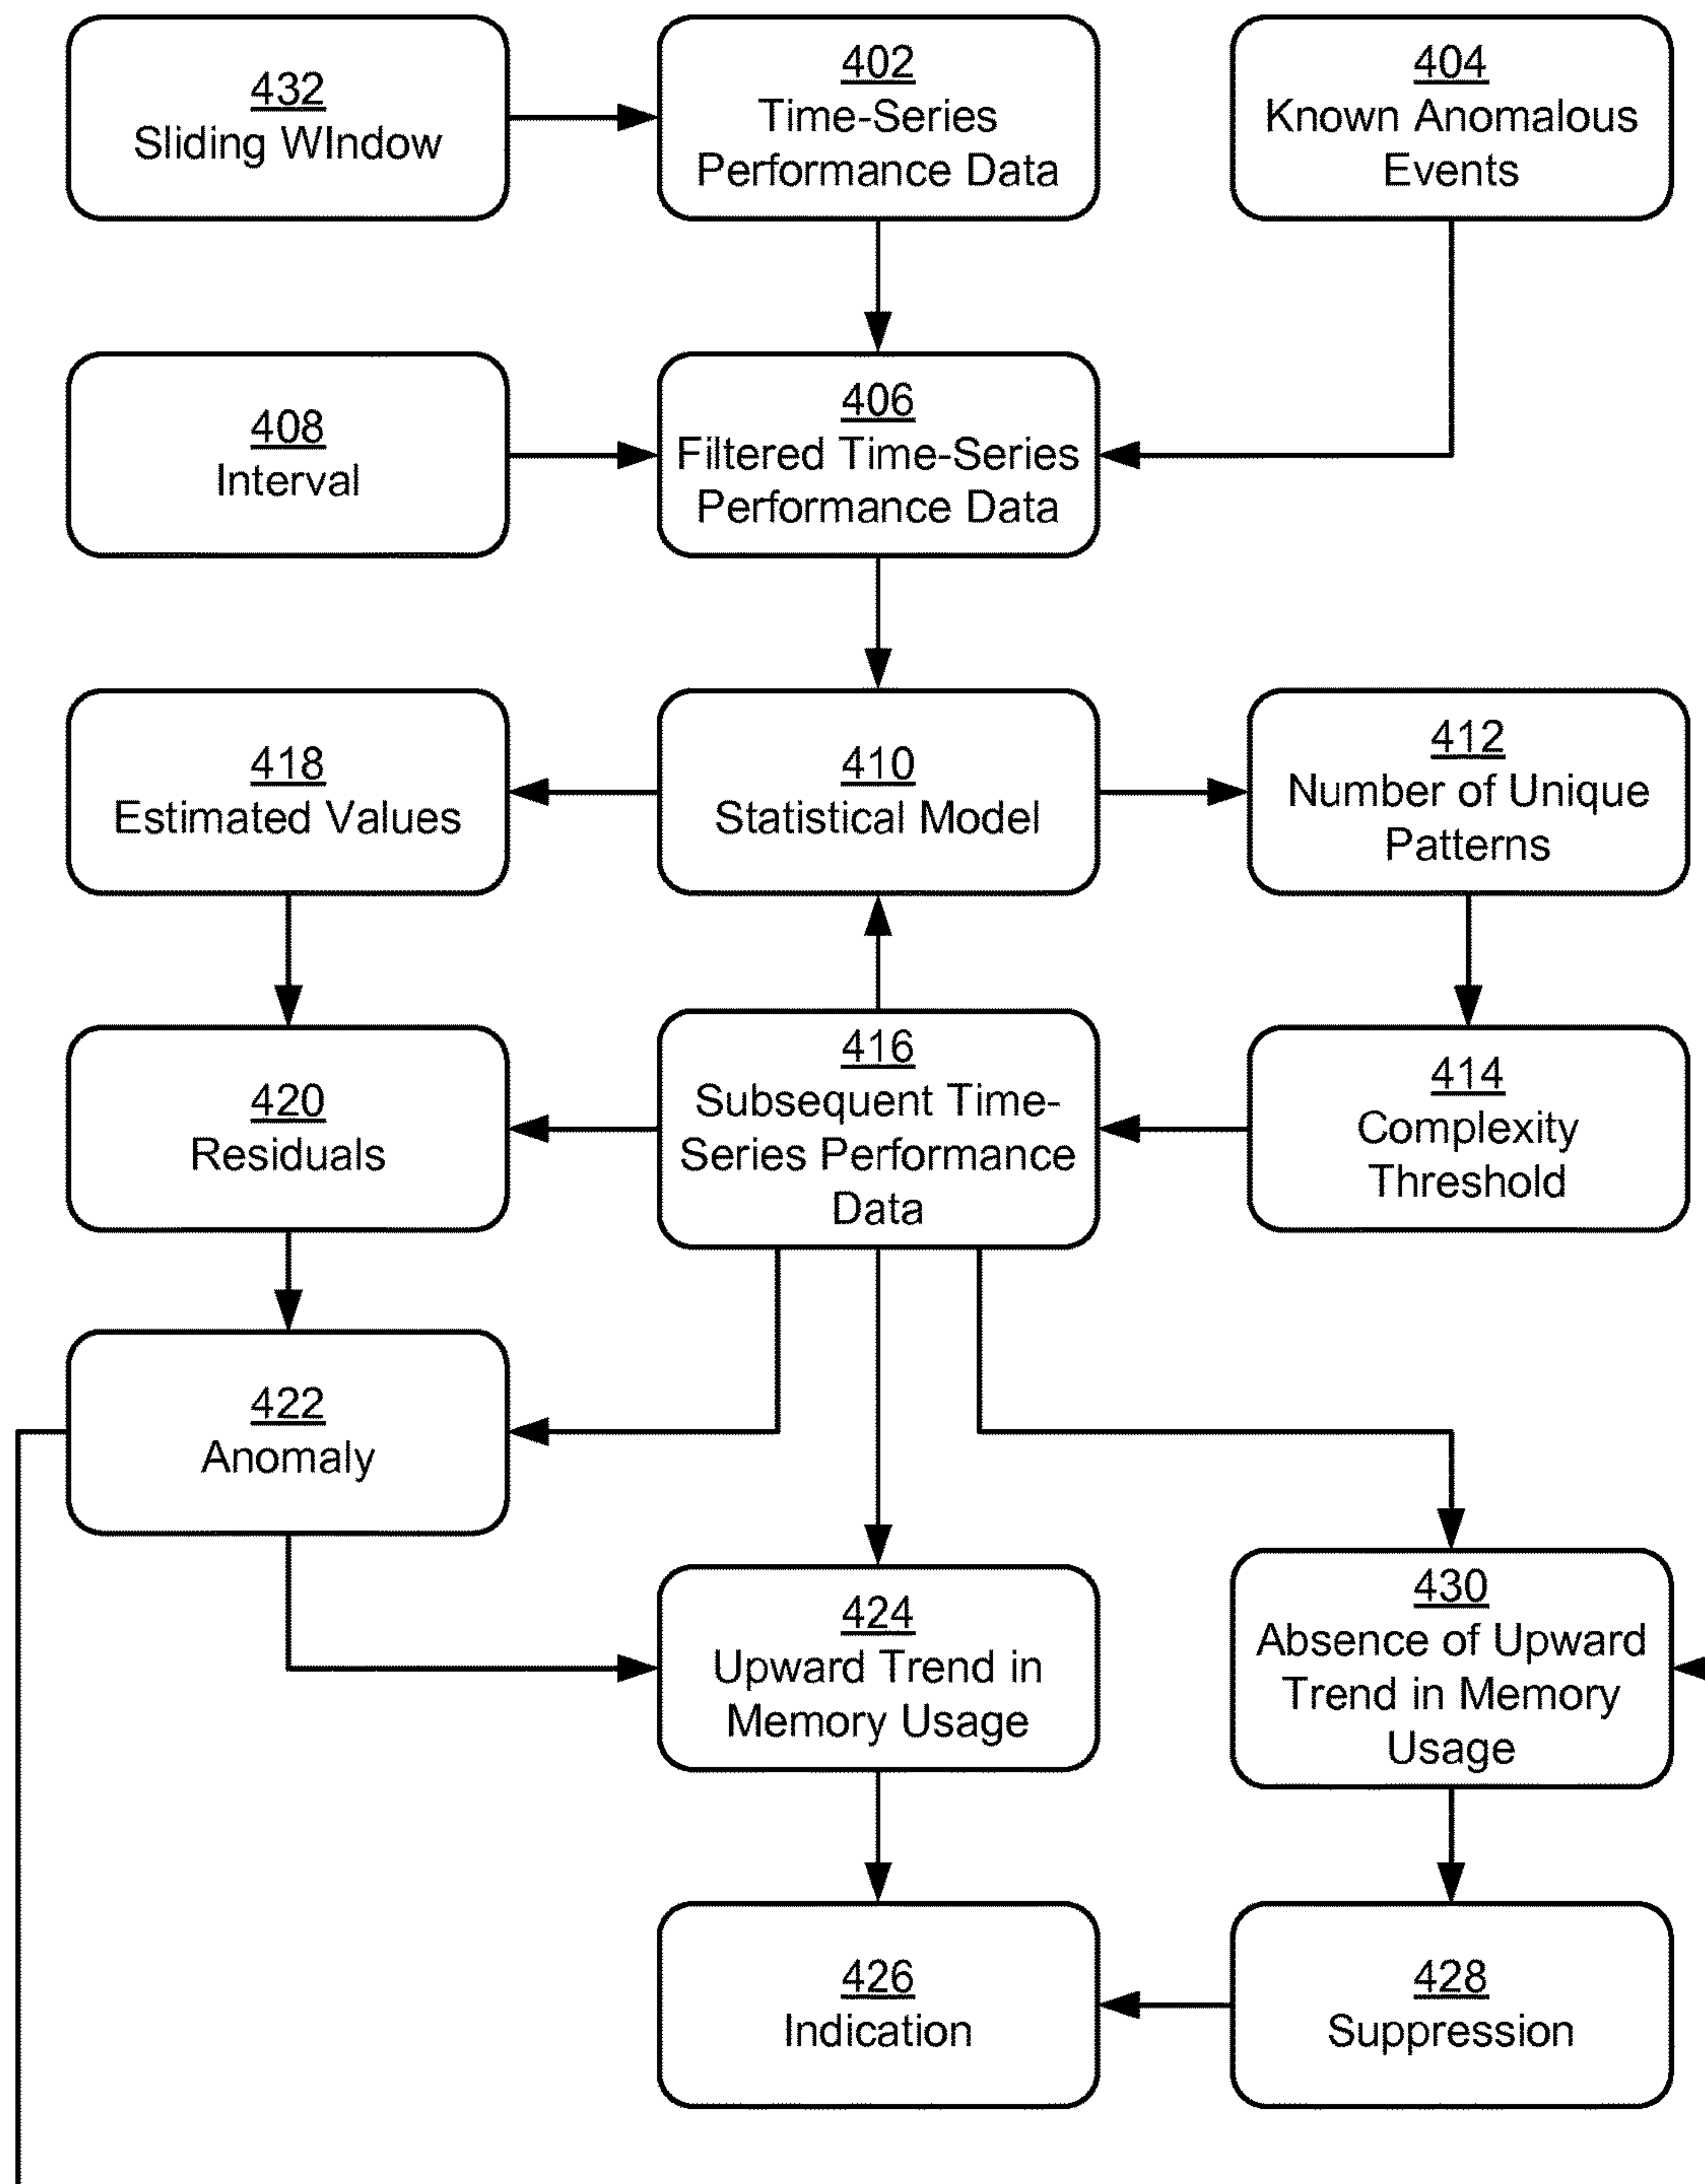 432
Sliding WIndow
402
Time-Series
Performance Data
404
Known Anomalous
Events
408
Interval
406
Filtered Time-Series
Performance Data
418
Estimated Values
410
Statistical Model
412
Number of Unique
Patterns
420
Residuals
416
Subsequent Time-
Series Performance
Data
414
Complexity
Threshold
422
Anomaly
424
Upward Trend in
Memory Usage
430
Absence of Upward
Trend in Memory
Usage
426
Indication
428
Suppression